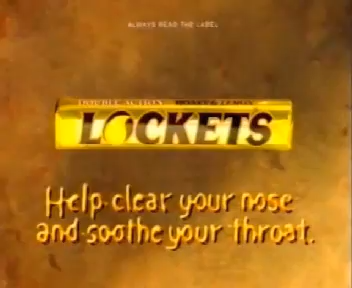 ALWAYS READ THE LABEL
DOUBLE ACTION HONEY & LEMON
LOCKETS
Help clear your nose
and soothe your throat.